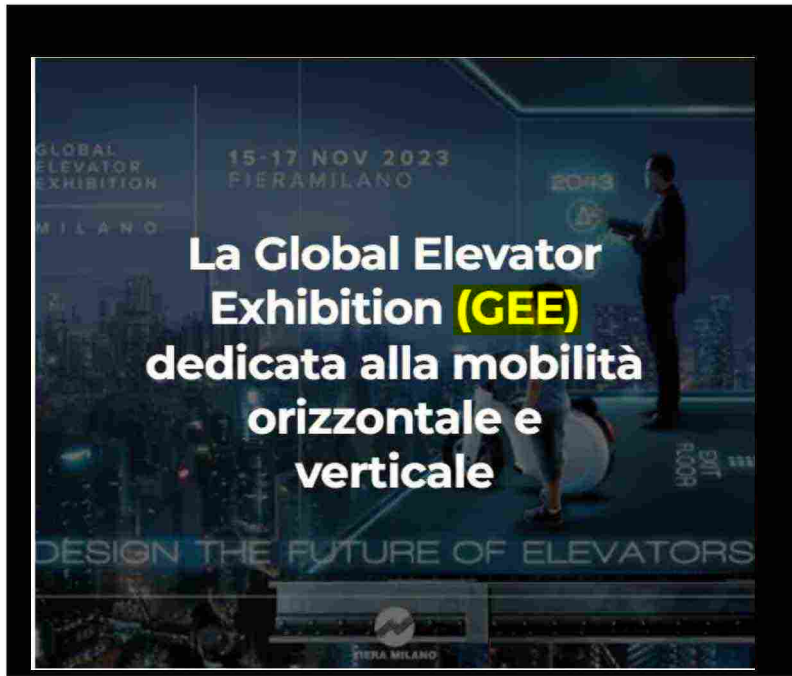 GLOBAL
ELEVATOR
EXHIBITION
MILANO
15-17 NOV 2023
FIERAMILANO
2043
La Global Elevator
Exhibition (GEE)
dedicata alla mobilità
orizzontale e
verticale
EXIT
FLOOR
DESIGN THE FUTURE OF ELEVATORS
FIERA MILANO